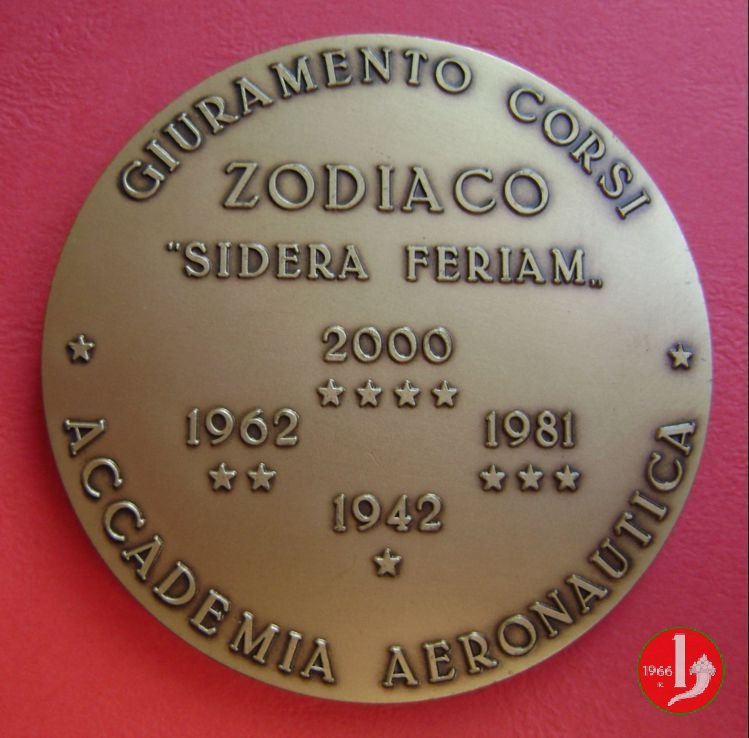 GIURAMENTO CORSI
ZODIACO
"SIDERA FERIAM„
2000
1962
1981
1942
ACCADEMIA AERONAUTICA
1966